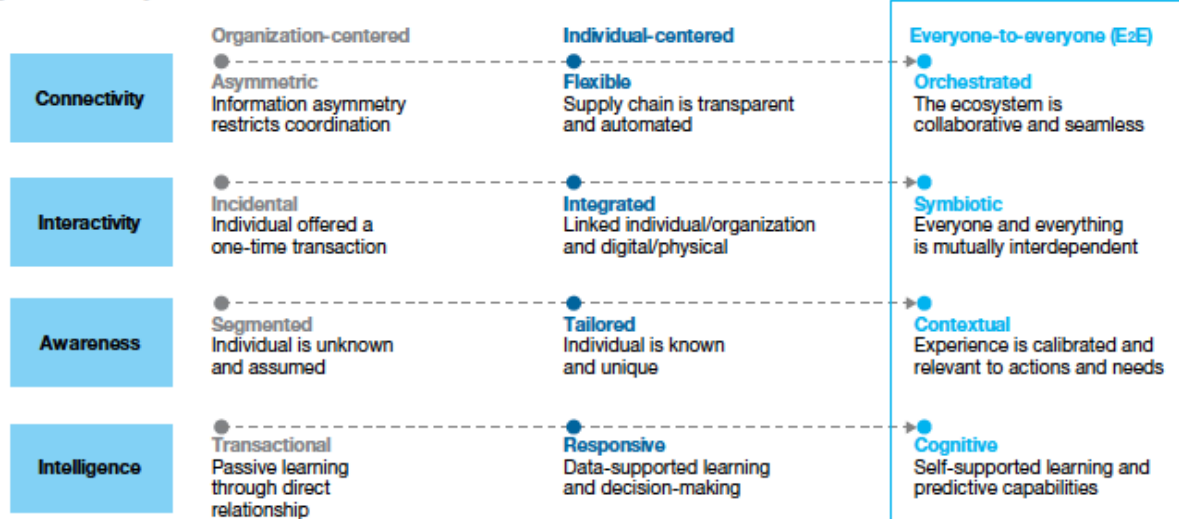 Organization-centered
Individual-centered
Everyone-to-everyone (E2E)
Connectivity
Asymmetric
Information asymmetry
restricts coordination
Flexible
Supply chain is transparent
and automated
Orchestrated
The ecosystem is
collaborative and seamless
Interactivity
Incidental
Individual offered a
one-time transaction
Integrated
Linked individual/organization
and digital/physical
Symbiotic
Everyone and everything
is mutually interdependent
Awareness
Segmented
Individual is unknown
and assumed
Tailored
Individual is known
and unique
Contextual
Experience is calibrated and
relevant to actions and needs
Intelligence
Transactional
Passive learning
through direct
relationship
Responsive
Data-supported learning
and decision-making
Cognitive
Self-supported learning and
predictive capabilities